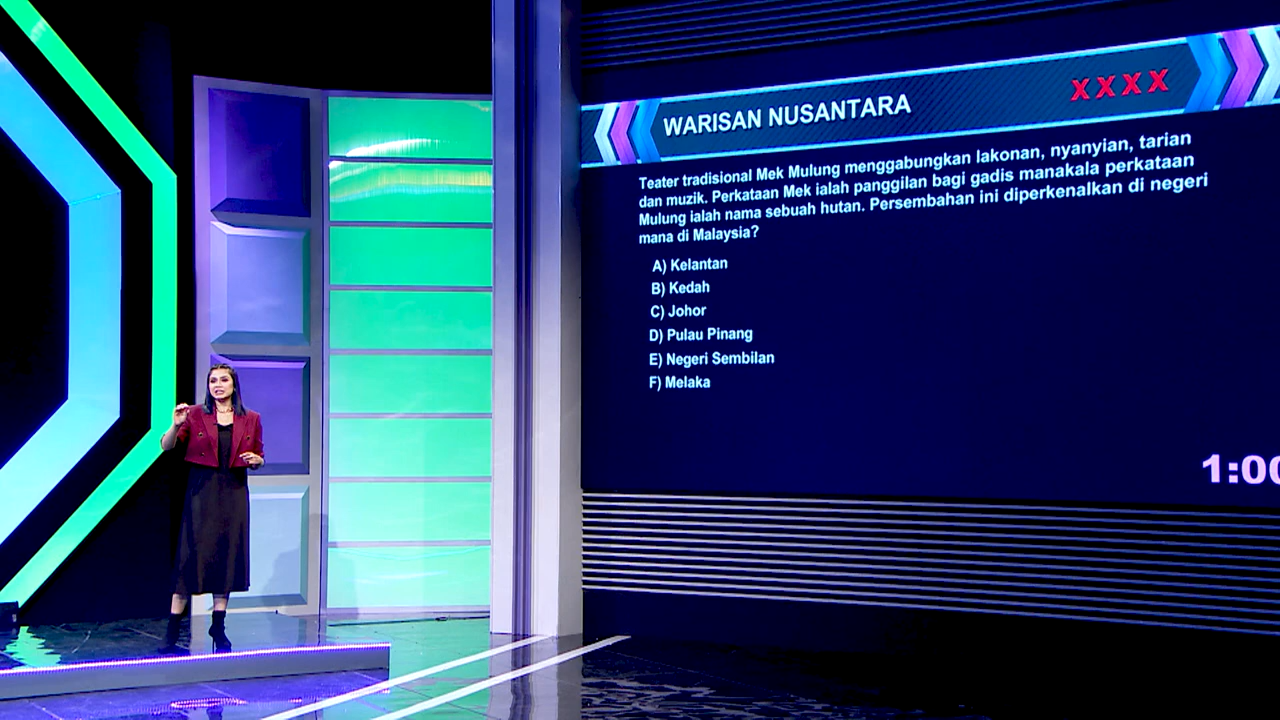 WARISAN NUSANTARA
XXXX
Teater tradisional Mek Mulung menggabungkan lakonan, nyanyian, tarian
dan muzik. Perkataan Mek ialah panggilan bagi gadis manakala perkataan
Mulung ialah nama sebuah hutan. Persembahan ini diperkenalkan di negeri
mana di Malaysia?
A) Kelantan
B) Kedah
C) Johor
D) Pulau Pinang
E) Negeri Sembilan
F) Melaka
1:00